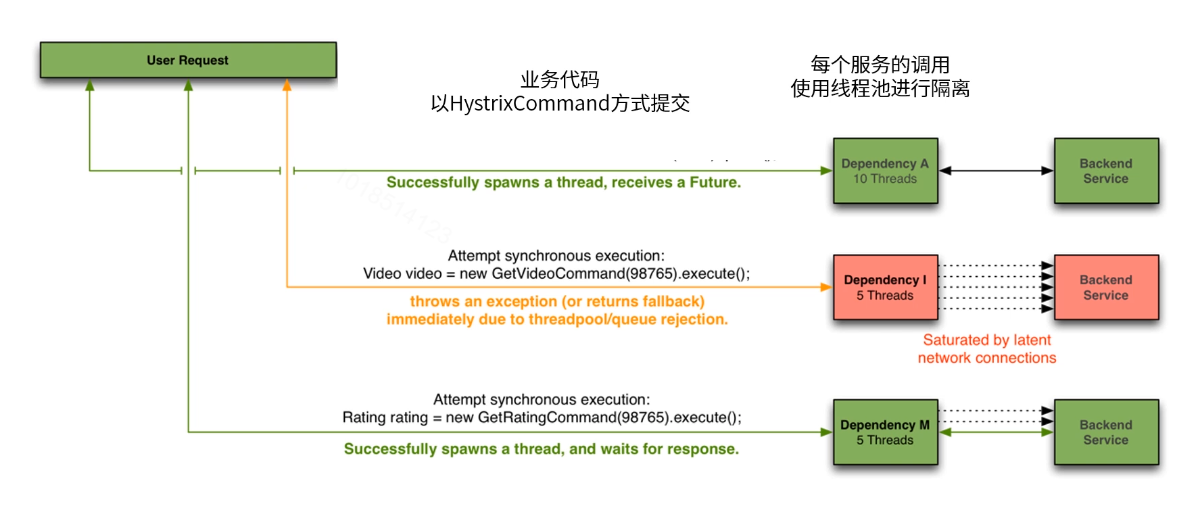 User Request
业务代码
以HystrixCommand方式提交
每个服务的调用
使用线程池进行隔离
Dependency A
10 Threads
Backend
Service
Successfully spawns a thread, receives a Future.
Attempt synchronous execution:
Video video = new GetVideoCommand(98765).execute();
throws an exception (or returns fallback)
immediately due to threadpool/queue rejection.
Dependency I
5 Threads
Backend
Service
Saturated by latent
network connections
Attempt synchronous execution:
Rating rating = new GetRatingCommand(98765).execute();
Successfully spawns a thread, and waits for response.
Dependency M
5 Threads
Backend
Service